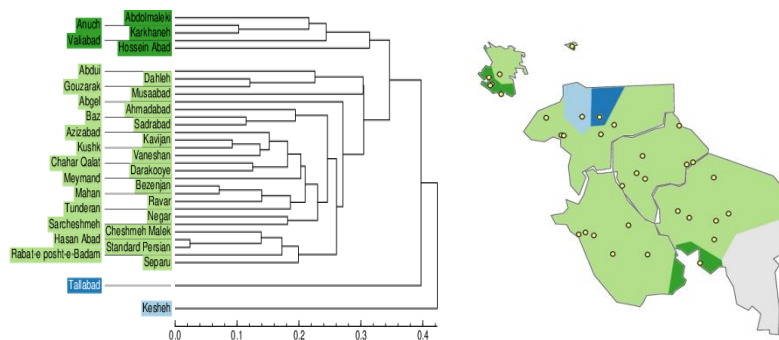 Abdolmaleki
Anuch
Karkhaneh
Valiabad
Hossein Abad
Abdui
Dahleh
Gouzarak
Musaabad
Abgel
Ahmadabad
Baz
Sadrabad
Azizabad
Kavijan
Kushk
Vaneshan
Chahar Qalat
Darakooye
Meymand
Bezenjan
Mahan
Ravar
Tunderan
Negar
Sarcheshmeh
Cheshmeh Malek
Hasan Abad
Standard Persian
Rabat-e posht-e-Badam
Separu
Tallabad
Kesheh
0.0 0.1 0.2 0.3 0.4